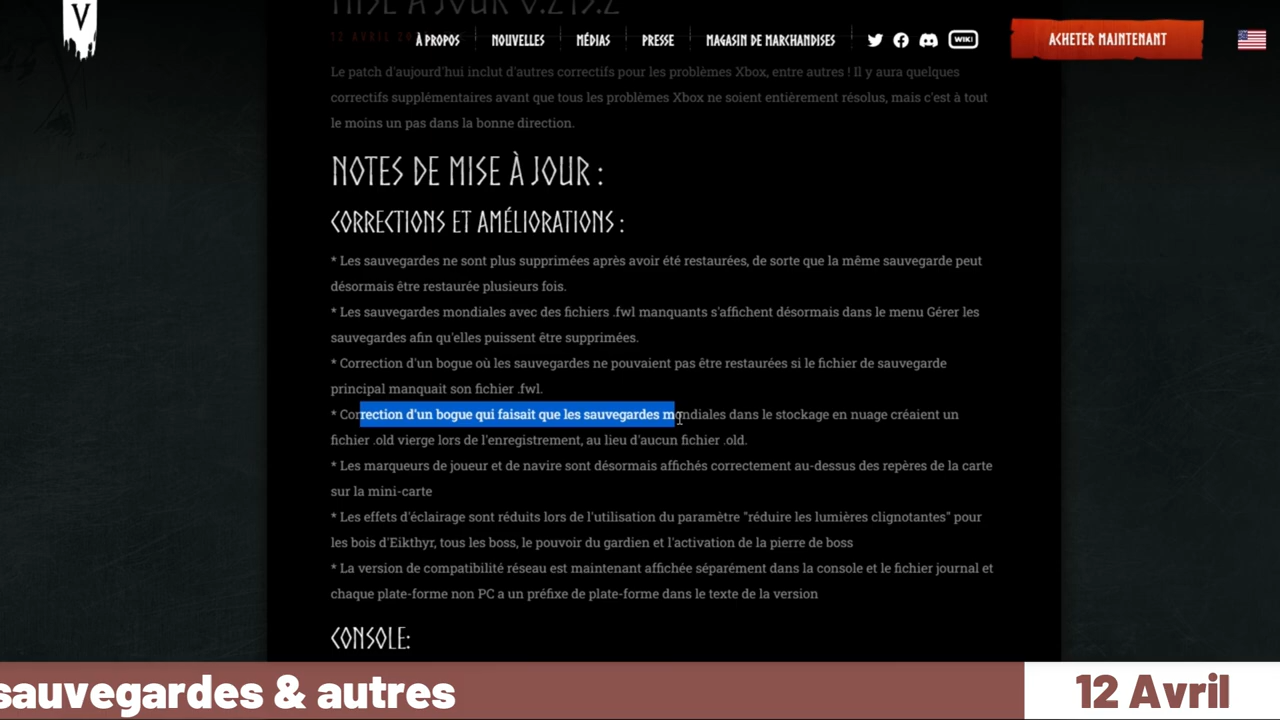 MISE À JOUR 0.215.2
12 AVRIL 20
V
À PROPOS
NOUVELLES
MÉDIAS
PRESSE
MAGASIN DE MARCHANDISES
WIKI
ACHETER MAINTENANT
Le patch d'aujourd'hui inclut d'autres correctifs pour les problèmes Xbox, entre autres ! Il y aura quelques
correctifs supplémentaires avant que tous les problèmes Xbox ne soient entièrement résolus, mais c'est à tout
le moins un pas dans la bonne direction.
NOTES DE MISE À JOUR :
CORRECTIONS ET AMÉLIORATIONS :
* Les sauvegardes ne sont plus supprimées après avoir été restaurées, de sorte que la même sauvegarde peut
désormais être restaurée plusieurs fois.
* Les sauvegardes mondiales avec des fichiers .fwl manquants s'affichent désormais dans le menu Gérer les
sauvegardes afin qu'elles puissent être supprimées.
* Correction d'un bogue où les sauvegardes ne pouvaient pas être restaurées si le fichier de sauvegarde
principal manquait son fichier .fwl.
* Correction d'un bogue qui faisait que les sauvegardes mondiales dans le stockage en nuage créaient un
fichier .old vierge lors de l'enregistrement, au lieu d'aucun fichier .old.
* Les marqueurs de joueur et de navire sont désormais affichés correctement au-dessus des repères de la carte
sur la mini-carte
* Les effets d'éclairage sont réduits lors de l'utilisation du paramètre "réduire les lumières clignotantes" pour
les bois d'Eikthyr, tous les boss, le pouvoir du gardien et l'activation de la pierre de boss
* La version de compatibilité réseau est maintenant affichée séparément dans la console et le fichier journal et
chaque plate-forme non PC a un préfixe de plate-forme dans le texte de la version
CONSOLE:
sauvegardes & autres
12 Avril